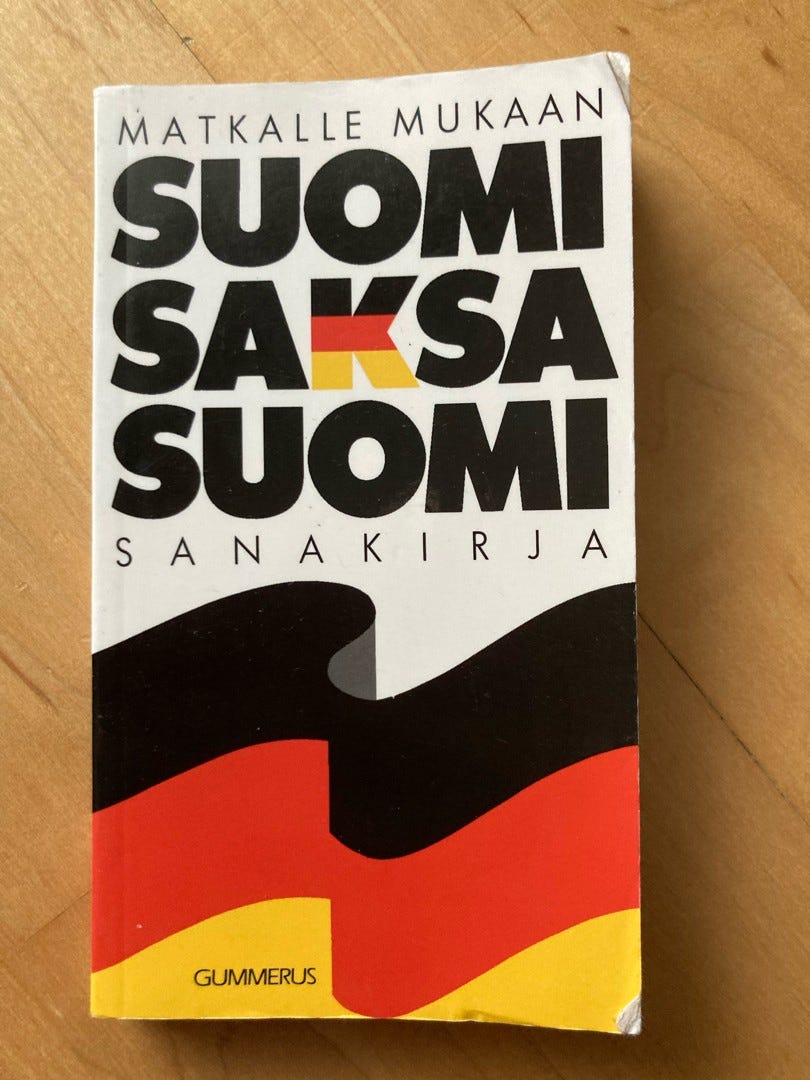 MATKALLE MUKAAN
SUOMI
SAKSA
SUOMI
SANAKIRJA
GUMMERUS